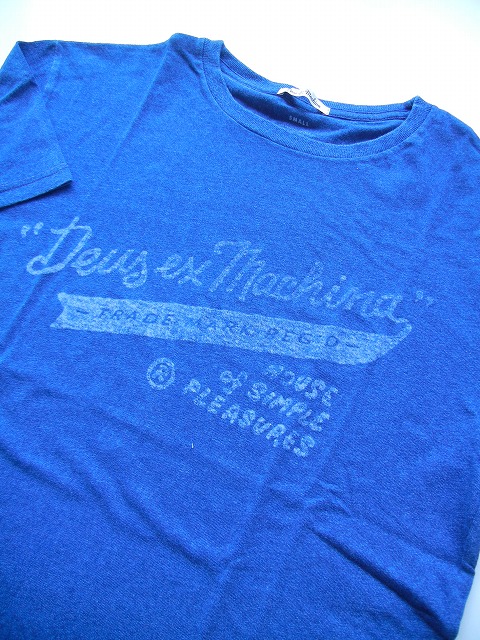 SMALL
"Deus ex Machina"
- TRADE MARK REG'D -
HOUSE
of SIMPLE
® PLEASURES